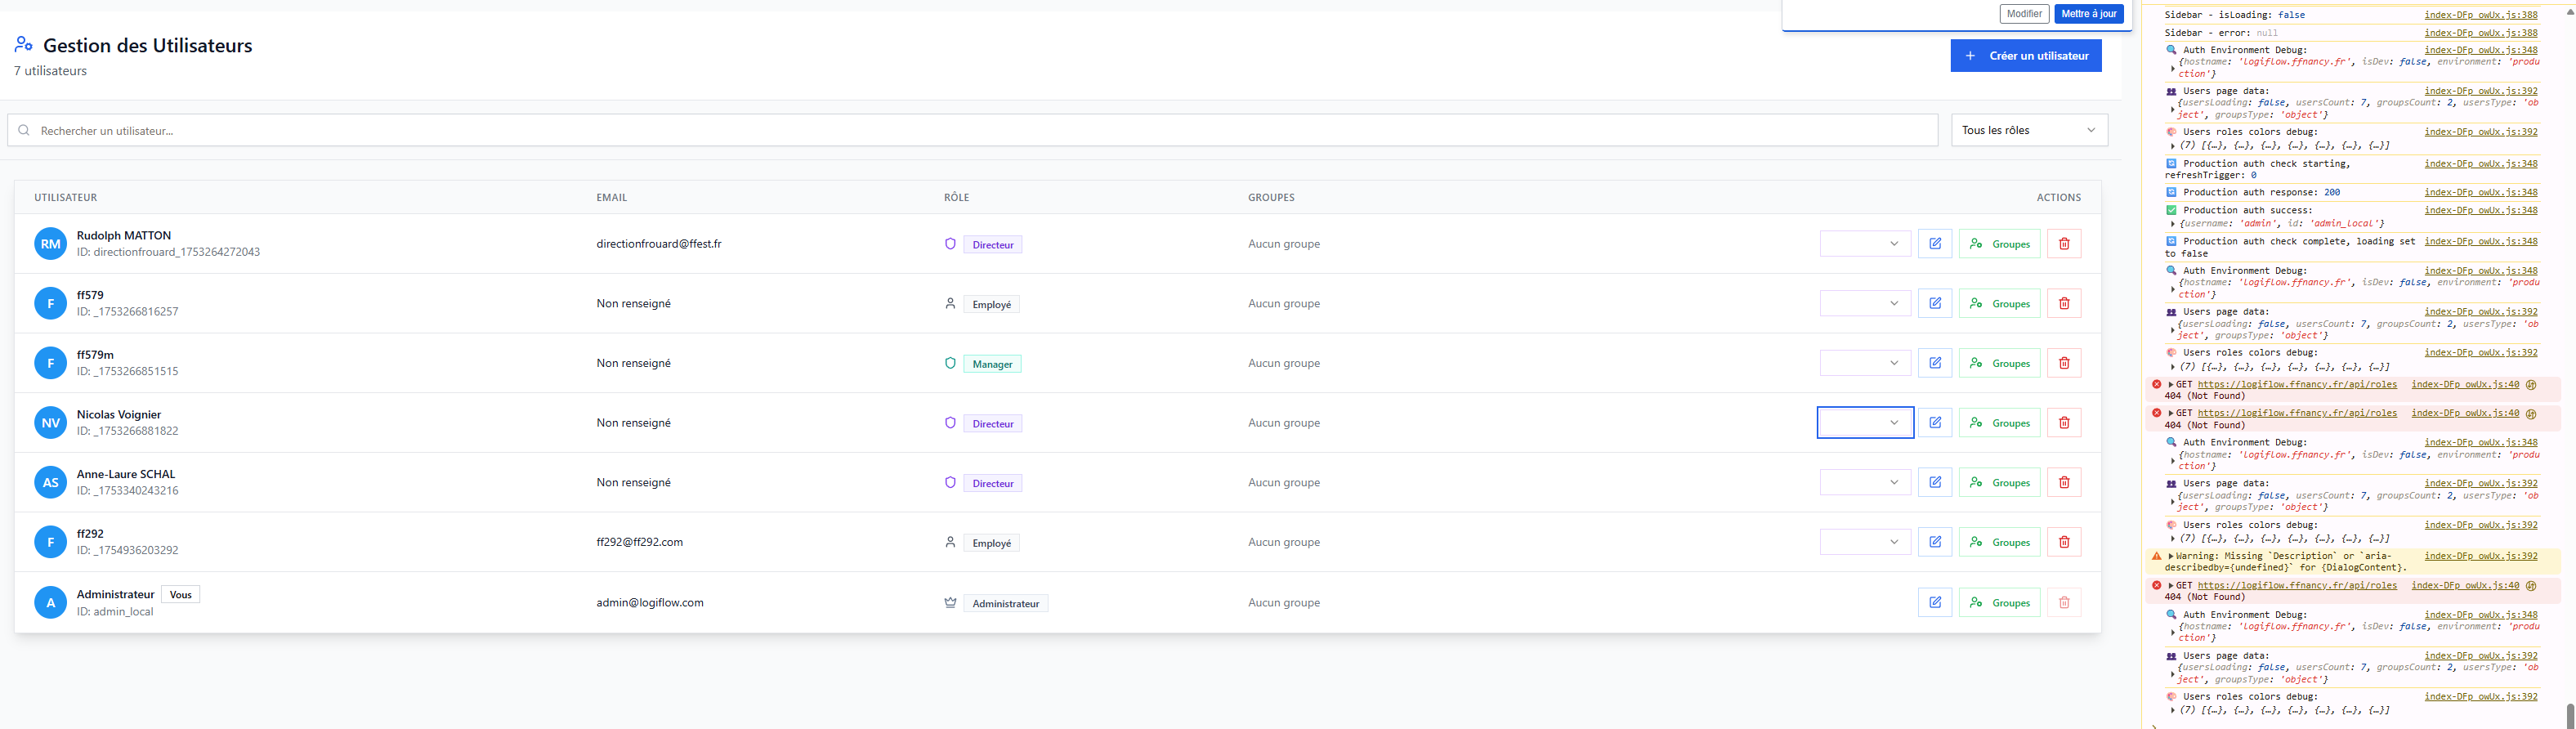 Modifier
Mettre à jour
Gestion des Utilisateurs
7 utilisateurs
Créer un utilisateur
Rechercher un utilisateur...
Tous les rôles
UTILISATEUR EMAIL RÔLE GROUPES ACTIONS
RM Rudolph MATTON
ID: directionfrouard_1753264272043
directionfrouard@ffest.fr Directeur Aucun groupe Groupes
F ff579
ID: _1753266816257
Non renseigné Employé Aucun groupe Groupes
F ff579m
ID: _1753266851515
Non renseigné Manager Aucun groupe Groupes
NV Nicolas Voignier
ID: _1753266881822
Non renseigné Directeur Aucun groupe Groupes
AS Anne-Laure SCHAL
ID: _1753340243216
Non renseigné Directeur Aucun groupe Groupes
F ff292
ID: _1754936203292
ff292@ff292.com Employé Aucun groupe Groupes
A Administrateur Vous
ID: admin_local
admin@logiflow.com Administrateur Aucun groupe Groupes
Sidebar - isLoading: false index-DFp_owUx.js:388
Sidebar - error: null index-DFp_owUx.js:388
Auth Environment Debug: index-DFp_owUx.js:348
{hostname: 'logiflow.ffnancy.fr', isDev: false, environment: 'produ
ction'}
Users page data: index-DFp_owUx.js:392
{usersLoading: false, usersCount: 7, groupsCount: 2, usersType: 'ob
ject', groupsType: 'object'}
Users roles colors debug: index-DFp_owUx.js:392
(7) [{…}, {…}, {…}, {…}, {…}, {…}, {…}]
Production auth check starting, index-DFp_owUx.js:348
refreshTrigger: 0
Production auth response: 200 index-DFp_owUx.js:348
Production auth success: index-DFp_owUx.js:348
{username: 'admin', id: 'admin_local'}
Production auth check complete, loading set index-DFp_owUx.js:348
to false
Auth Environment Debug: index-DFp_owUx.js:348
{hostname: 'logiflow.ffnancy.fr', isDev: false, environment: 'produ
ction'}
Users page data: index-DFp_owUx.js:392
{usersLoading: false, usersCount: 7, groupsCount: 2, usersType: 'ob
ject', groupsType: 'object'}
Users roles colors debug: index-DFp_owUx.js:392
(7) [{…}, {…}, {…}, {…}, {…}, {…}, {…}]
GET https://logiflow.ffnancy.fr/api/roles index-DFp_owUx.js:40
404 (Not Found)
GET https://logiflow.ffnancy.fr/api/roles index-DFp_owUx.js:40
404 (Not Found)
Auth Environment Debug: index-DFp_owUx.js:348
{hostname: 'logiflow.ffnancy.fr', isDev: false, environment: 'produ
ction'}
Users page data: index-DFp_owUx.js:392
{usersLoading: false, usersCount: 7, groupsCount: 2, usersType: 'ob
ject', groupsType: 'object'}
Users roles colors debug: index-DFp_owUx.js:392
(7) [{…}, {…}, {…}, {…}, {…}, {…}, {…}]
Warning: Missing `Description` or `aria- index-DFp_owUx.js:392
describedby={undefined}` for {DialogContent}.
GET https://logiflow.ffnancy.fr/api/roles index-DFp_owUx.js:40
404 (Not Found)
Auth Environment Debug: index-DFp_owUx.js:348
{hostname: 'logiflow.ffnancy.fr', isDev: false, environment: 'produ
ction'}
Users page data: index-DFp_owUx.js:392
{usersLoading: false, usersCount: 7, groupsCount: 2, usersType: 'ob
ject', groupsType: 'object'}
Users roles colors debug: index-DFp_owUx.js:392
(7) [{…}, {…}, {…}, {…}, {…}, {…}, {…}]